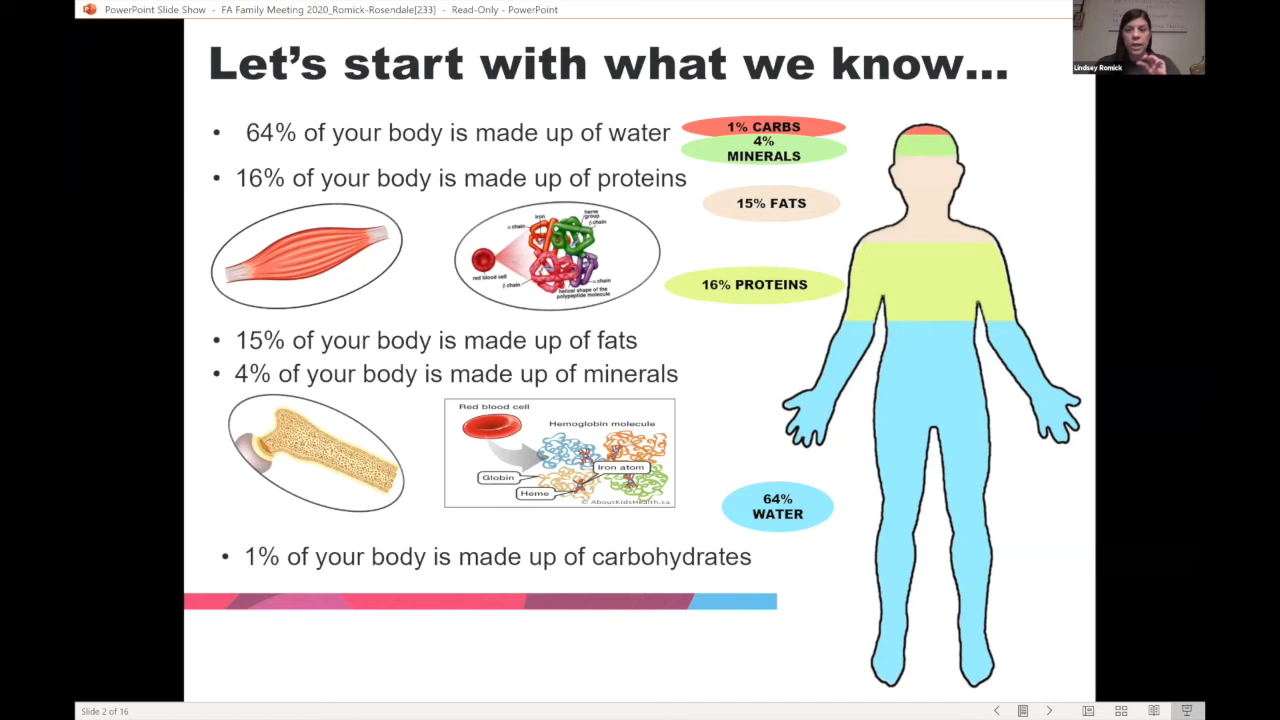 PowerPoint Slide Show - FA Family Meeting 2020_Romick-Rosendale[233] - Read-Only - PowerPoint
Lindsey Romick
Let's start with what we know...
• 64% of your body is made up of water
• 16% of your body is made up of proteins
iron
heme
group
α chain
β chain
red blood cell
β chain
α chain
helical shape of the
polypeptide molecule
• 15% of your body is made up of fats
• 4% of your body is made up of minerals
Red blood cell
Hemoglobin molecule
Iron atom
Globin
Heme
© AboutKidsHealth.ca
• 1% of your body is made up of carbohydrates
1% CARBS
4%
MINERALS
15% FATS
16% PROTEINS
64%
WATER
Slide 2 of 16